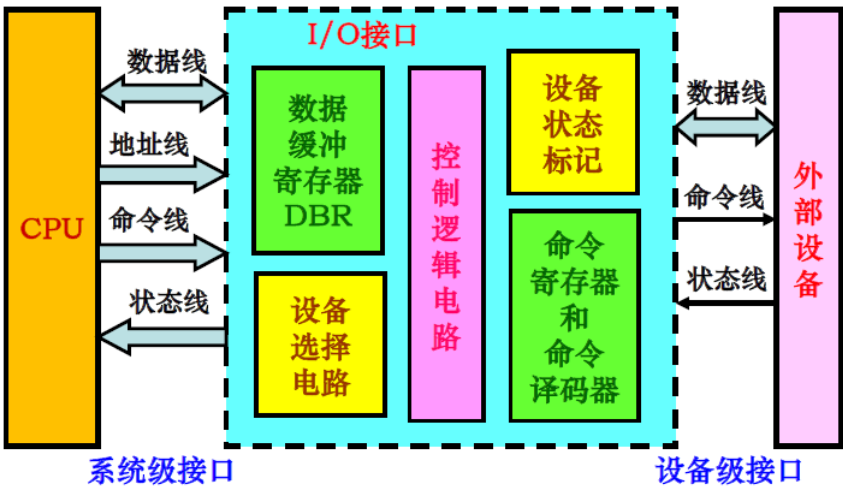 I/O接口
CPU
数据线
地址线
命令线
状态线
数据
缓冲
寄存器
DBR
设备
选择
电路
控
制
逻
辑
电
路
设备
状态
标记
命令
寄存器
和
命令
译码器
数据线
命令线
状态线
外
部
设
备
系统级接口
设备级接口